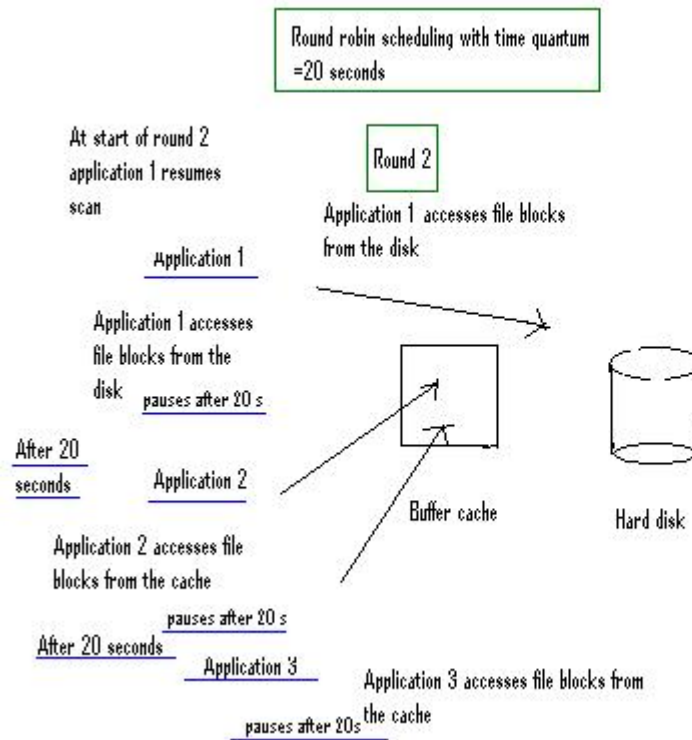 Round robin scheduling with time quantum
=20 seconds
At start of round 2
application 1 resumes
scan
Round 2
Application 1 accesses file blocks
from the disk
Application 1
Application 1 accesses
file blocks from the
disk
pauses after 20 s
After 20
seconds
Application 2
Buffer cache
Hard disk
Application 2 accesses file
blocks from the cache
pauses after 20 s
After 20 seconds
Application 3
Application 3 accesses file blocks from
the cache
pauses after 20s